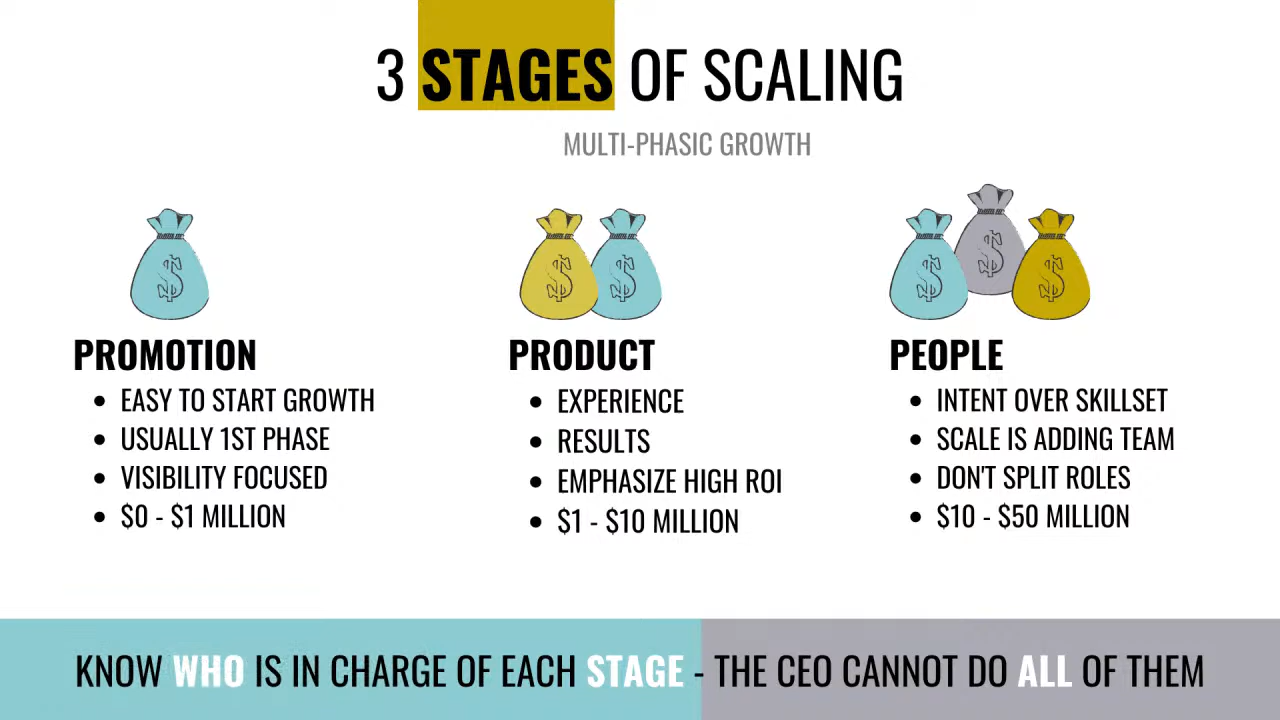 3 STAGES OF SCALING
MULTI-PHASIC GROWTH
PROMOTION
• EASY TO START GROWTH
• USUALLY 1ST PHASE
• VISIBILITY FOCUSED
• $0 - $1 MILLION
PRODUCT
• EXPERIENCE
• RESULTS
• EMPHASIZE HIGH ROI
• $1 - $10 MILLION
PEOPLE
• INTENT OVER SKILLSET
• SCALE IS ADDING TEAM
• DON'T SPLIT ROLES
• $10 - $50 MILLION
KNOW WHO IS IN CHARGE OF EACH STAGE - THE CEO CANNOT DO ALL OF THEM